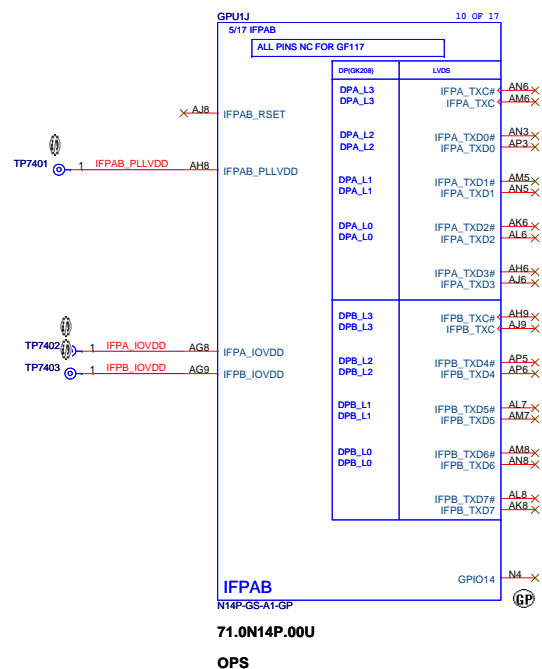 GPU1J 10 OF 17
5/17 IFPAB
ALL PINS NC FOR GF117
DP(GK208) LVDS
DPA_L3 IFPA_TXC# AN6
DPA_L3 IFPA_TXC AM6
AJ8 IFPAB_RSET
DPA_L2 IFPA_TXD0# AN3
DPA_L2 IFPA_TXD0 AP3
TP7401 1 IFPAB_PLLVDD AH8 IFPAB_PLLVDD
DPA_L1 IFPA_TXD1# AM5
DPA_L1 IFPA_TXD1 AN5
DPA_L0 IFPA_TXD2# AK6
DPA_L0 IFPA_TXD2 AL6
IFPA_TXD3# AH6
IFPA_TXD3 AJ6
DPB_L3 IFPB_TXC# AH9
DPB_L3 IFPB_TXC AJ9
TP7402 1 IFPA_IOVDD AG8 IFPA_IOVDD
TP7403 1 IFPB_IOVDD AG9 IFPB_IOVDD
DPB_L2 IFPB_TXD4# AP5
DPB_L2 IFPB_TXD4 AP6
DPB_L1 IFPB_TXD5# AL7
DPB_L1 IFPB_TXD5 AM7
DPB_L0 IFPB_TXD6# AM8
DPB_L0 IFPB_TXD6 AN8
IFPB_TXD7# AL8
IFPB_TXD7 AK8
GPIO14 N4
IFPAB
GP
N14P-GS-A1-GP
71.0N14P.00U
OPS